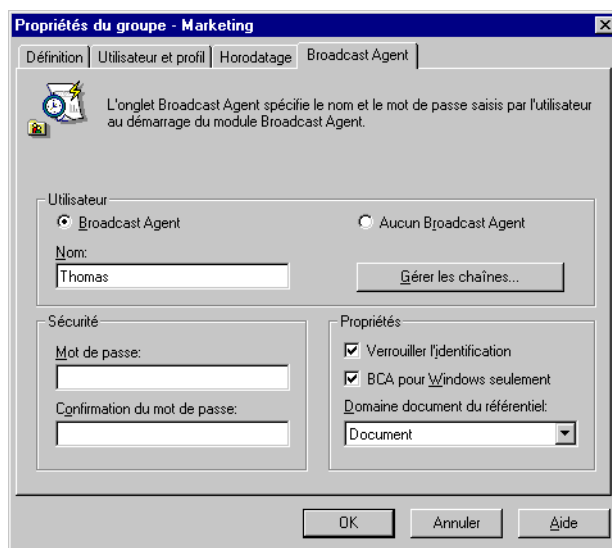 Propriétés du groupe - Marketing
Définition
Utilisateur et profil
Horodatage
Broadcast Agent
L'onglet Broadcast Agent spécifie le nom et le mot de passe saisis par l'utilisateur
au démarrage du module Broadcast Agent.
Utilisateur
Broadcast Agent
Aucun Broadcast Agent
Nom:
Thomas
Gérer les chaînes...
Sécurité
Mot de passe:
Confirmation du mot de passe:
Propriétés
Verrouiller l'identification
BCA pour Windows seulement
Domaine document du référentiel:
Document
OK
Annuler
Aide